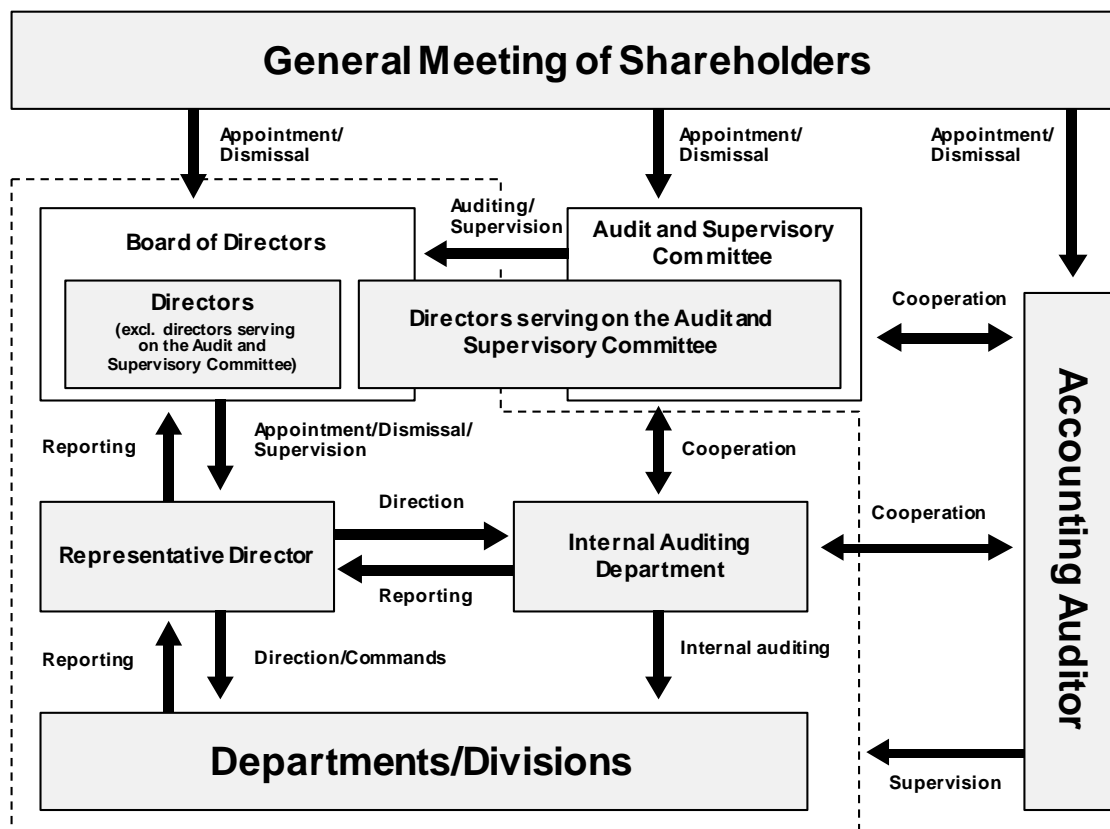 General Meeting of Shareholders
Appointment/
Dismissal
Appointment/
Dismissal
Appointment/
Dismissal
Board of Directors
Auditing/
Supervision
Audit and Supervisory
Committee
Directors
(excl. directors serving
on the Audit and
Supervisory Committee)
Directors serving on the Audit and
Supervisory Committee
Cooperation
Accounting Auditor
Reporting
Appointment/Dismissal/
Supervision
Cooperation
Representative Director
Direction
Reporting
Internal Auditing
Department
Cooperation
Reporting
Direction/Commands
Internal auditing
Departments/Divisions
Supervision